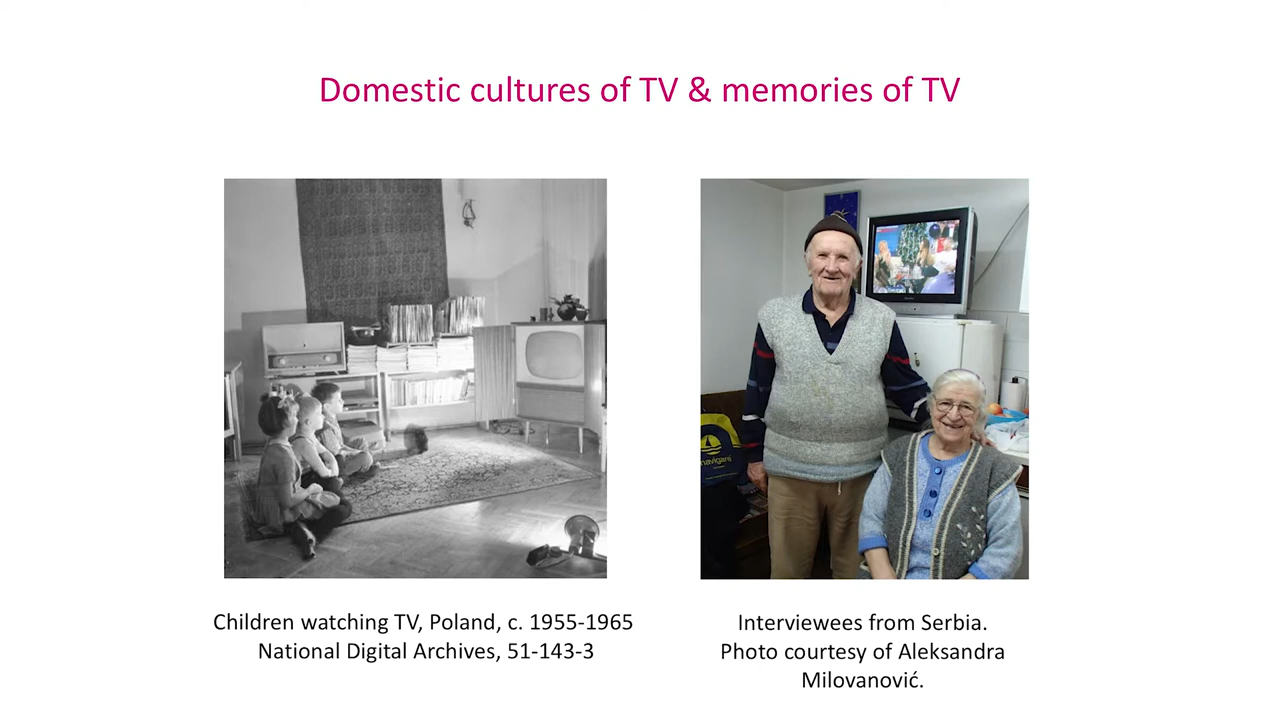 Domestic cultures of TV & memories of TV
Children watching TV, Poland, c. 1955-1965
National Digital Archives, 51-143-3
navigare
Interviewees from Serbia.
Photo courtesy of Aleksandra
Milovanović.